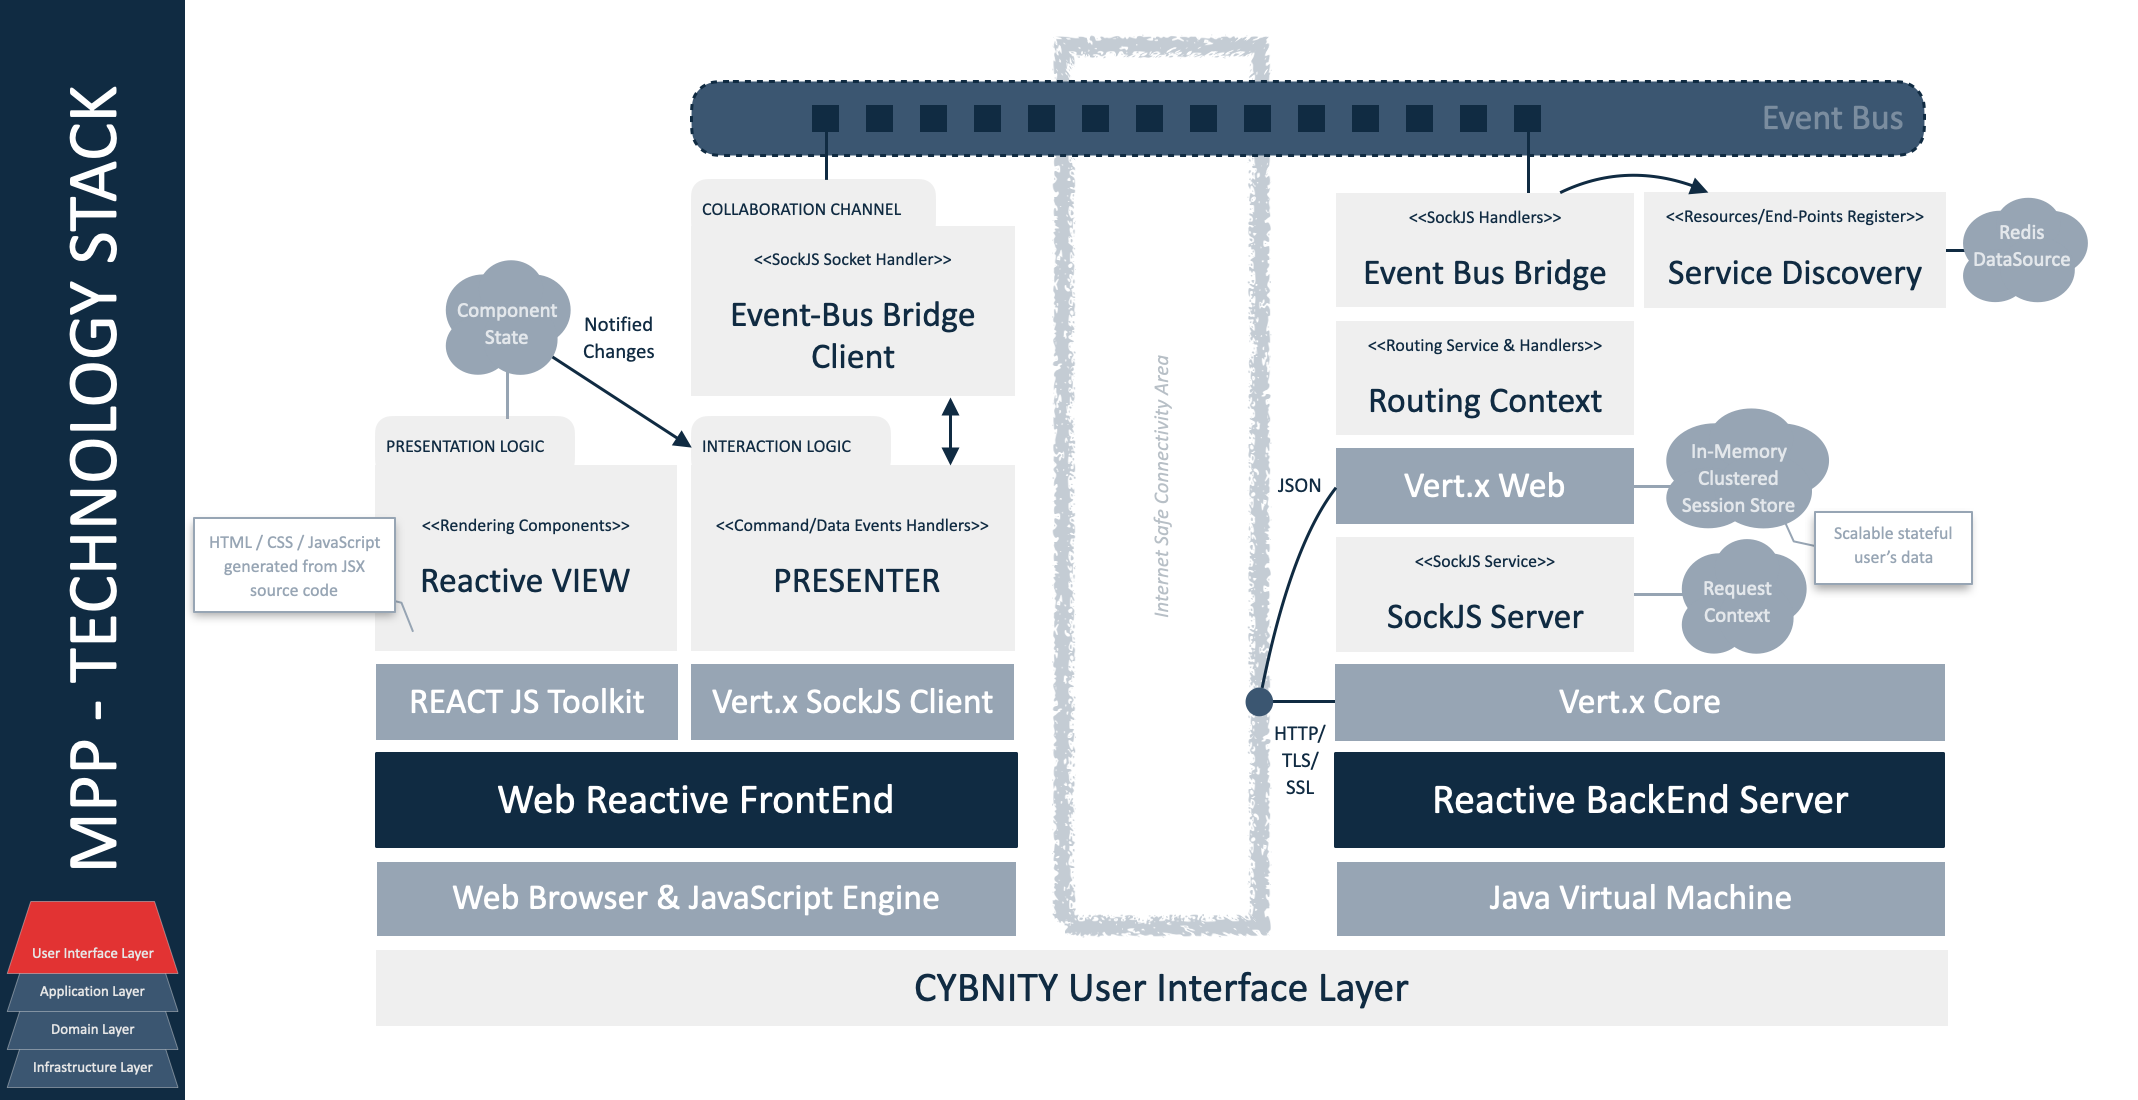 MPP - TECHNOLOGY STACK
User Interface Layer
Application Layer
Domain Layer
Infrastructure Layer
Event Bus
COLLABORATION CHANNEL
<<SockJS Socket Handler>>
Event-Bus Bridge
Client
Component
State
Notified
Changes
PRESENTATION LOGIC
<<Rendering Components>>
Reactive VIEW
HTML / CSS / JavaScript
generated from JSX
source code
INTERACTION LOGIC
<<Command/Data Events Handlers>>
PRESENTER
REACT JS Toolkit
Vert.x SockJS Client
Web Reactive FrontEnd
Web Browser & JavaScript Engine
Internet Safe Connectivity Area
<<SockJS Handlers>>
Event Bus Bridge
<<Resources/End-Points Register>>
Service Discovery
Redis
DataSource
<<Routing Service & Handlers>>
Routing Context
JSON
Vert.x Web
In-Memory
Clustered
Session Store
Scalable stateful
user’s data
<<SockJS Service>>
SockJS Server
Request
Context
HTTP/
TLS/
SSL
Vert.x Core
Reactive BackEnd Server
Java Virtual Machine
CYBNITY User Interface Layer